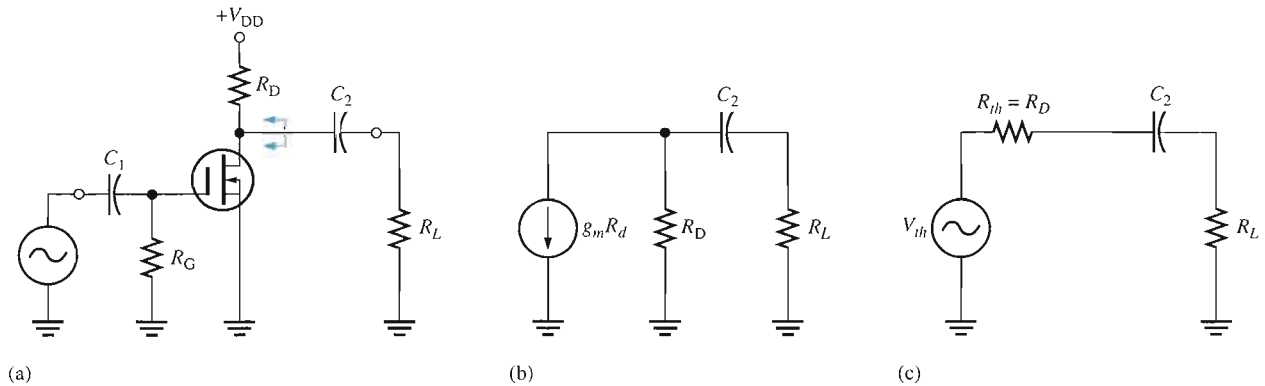 +V_DD
R_D
C_2
C_1
R_G
R_L
(a)
C_2
g_mR_d
R_D
R_L
(b)
R_th = R_D
C_2
V_th
R_L
(c)